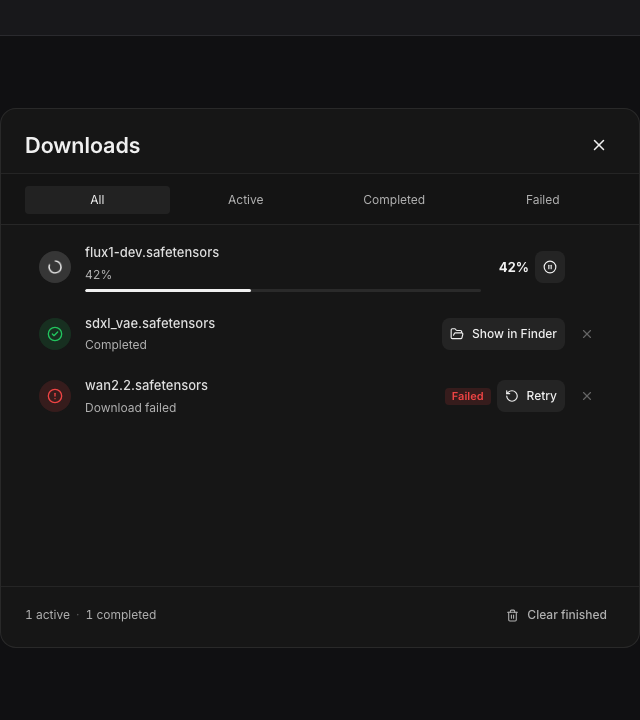 Downloads
All Active Completed Failed
flux1-dev.safetensors
42%
42%
sdxl_vae.safetensors
Completed
Show in Finder
wan2.2.safetensors
Download failed
Failed Retry
1 active · 1 completed Clear finished